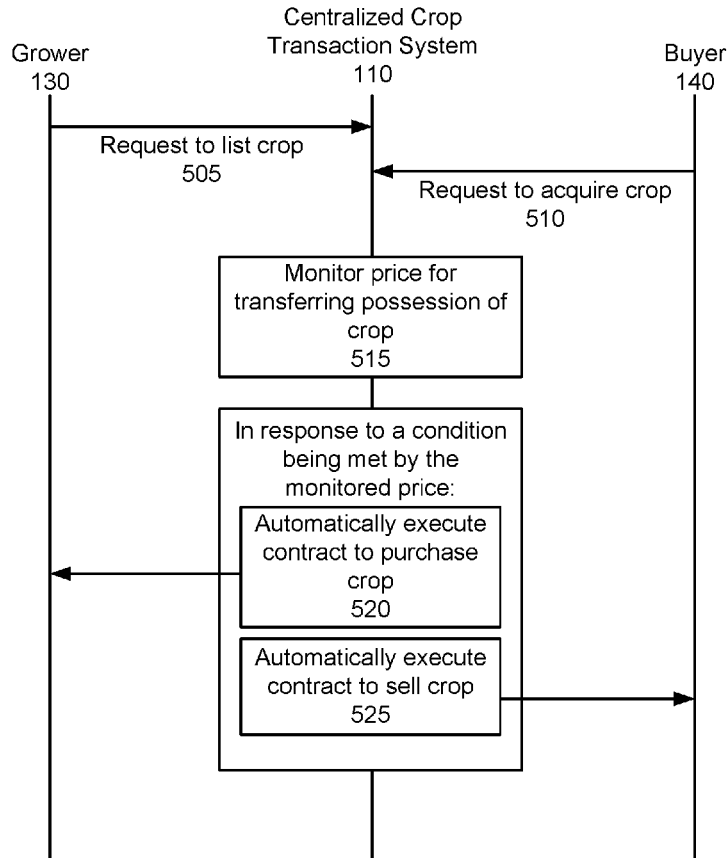 Centralized Crop
Transaction System
110
Grower
130
Buyer
140
Request to list crop
505
Request to acquire crop
510
Monitor price for
transferring possession of
crop
515
In response to a condition
being met by the
monitored price:
Automatically execute
contract to purchase
crop
520
Automatically execute
contract to sell crop
525